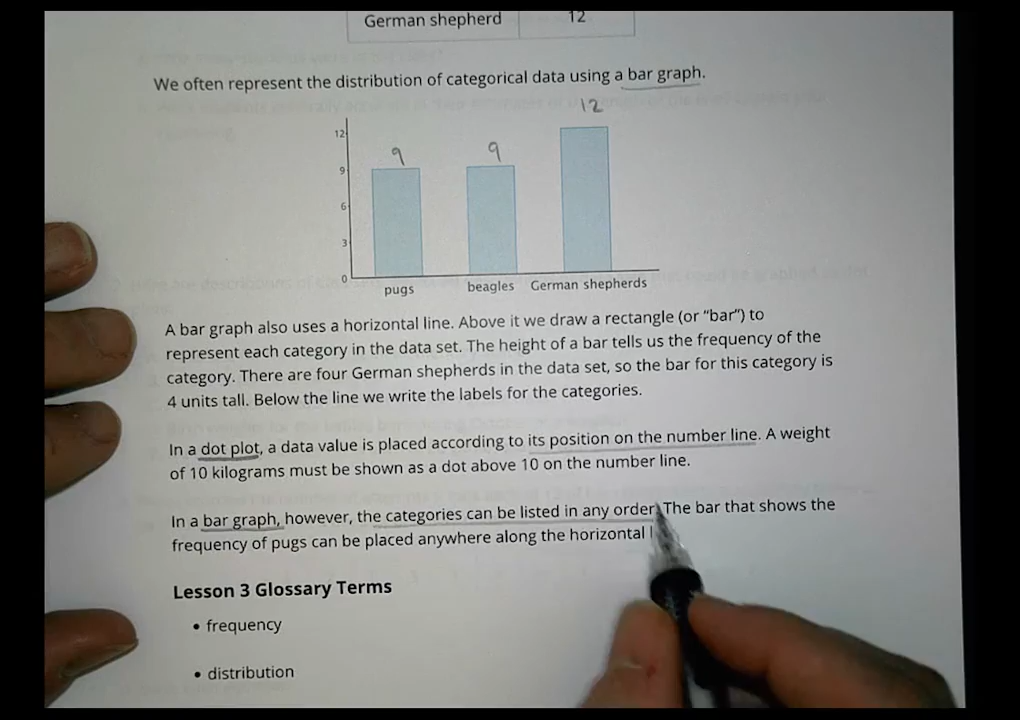 German shepherd 12
We often represent the distribution of categorical data using a bar graph.
12
9 9
12
9
6
3
0
pugs beagles German shepherds
A bar graph also uses a horizontal line. Above it we draw a rectangle (or “bar”) to
represent each category in the data set. The height of a bar tells us the frequency of the
category. There are four German shepherds in the data set, so the bar for this category is
4 units tall. Below the line we write the labels for the categories.
In a dot plot, a data value is placed according to its position on the number line. A weight
of 10 kilograms must be shown as a dot above 10 on the number line.
In a bar graph, however, the categories can be listed in any order. The bar that shows the
frequency of pugs can be placed anywhere along the horizontal
Lesson 3 Glossary Terms
• frequency
• distribution